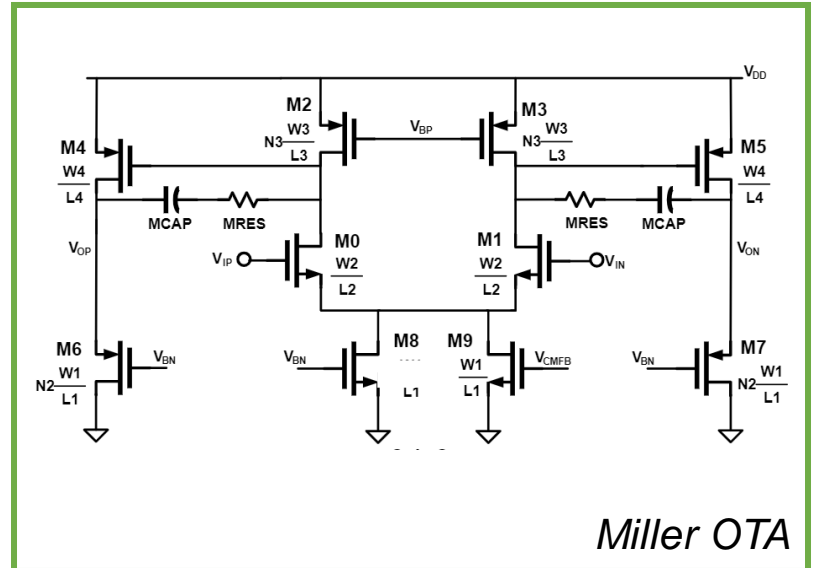 VDD
M2
M3
M4
M5
N3 W3/L3
VBP
N3 W3/L3
W4/L4
W4/L4
MCAP MRES
MRES MCAP
VOP
VIP
M0
M1
VIN
VON
W2/L2
W2/L2
M6
VBN
VBN
M8
M9
VCMFB
VBN
M7
N2 W1/L1
L1
W1/L1
N2 W1/L1
Miller OTA